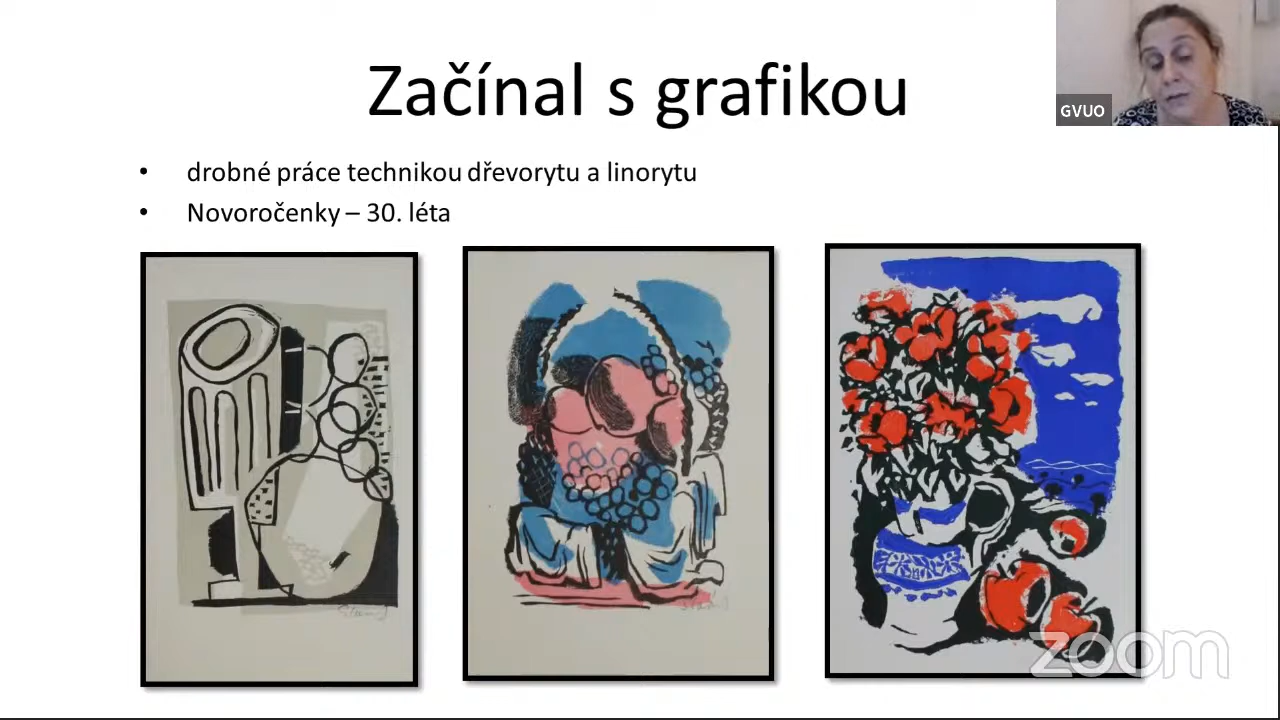 Začínal s grafikou
GVUO
• drobné práce technikou dřevorytu a linorytu
• Novoročenky – 30. léta
zoom